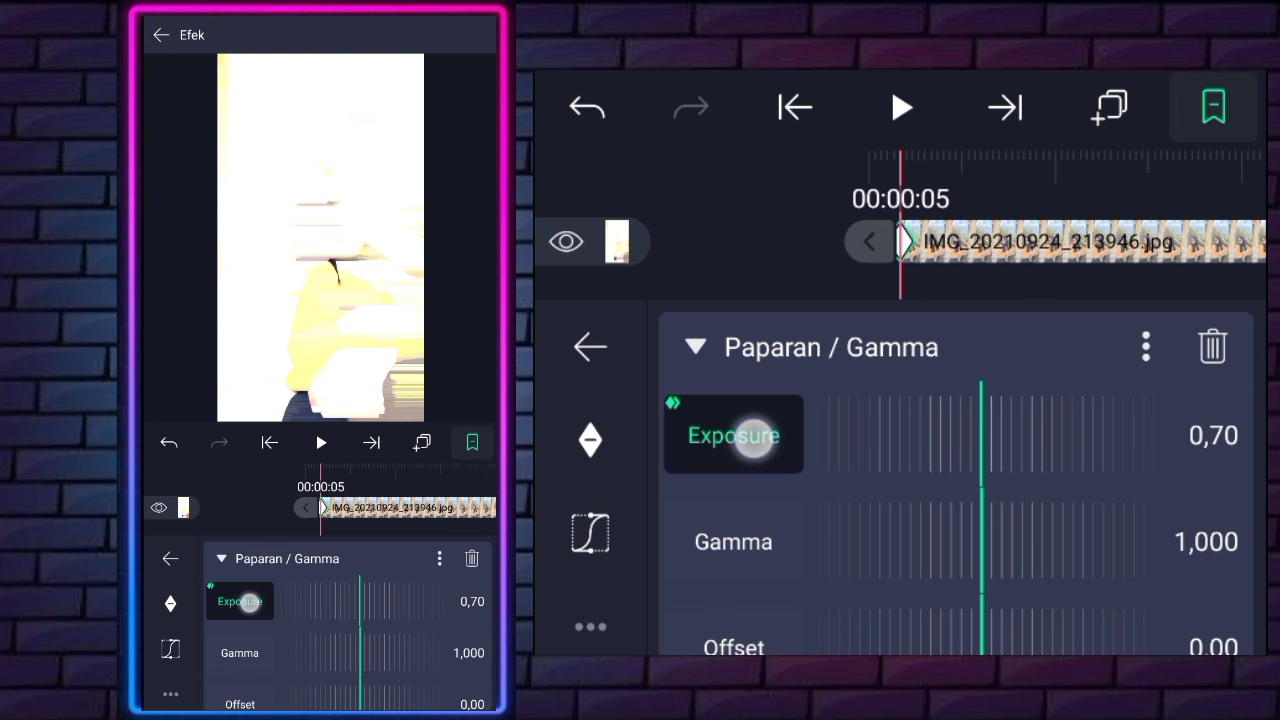 Efek
00:00:05
IMG_20210924_213946.jpg
Paparan / Gamma
Exposure
0,70
Gamma
1,000
Offset
0,00
00:00:05
IMG_20210924_213946.jpg
Paparan / Gamma
Exposure
0,70
Gamma
1,000
Offset
0,00